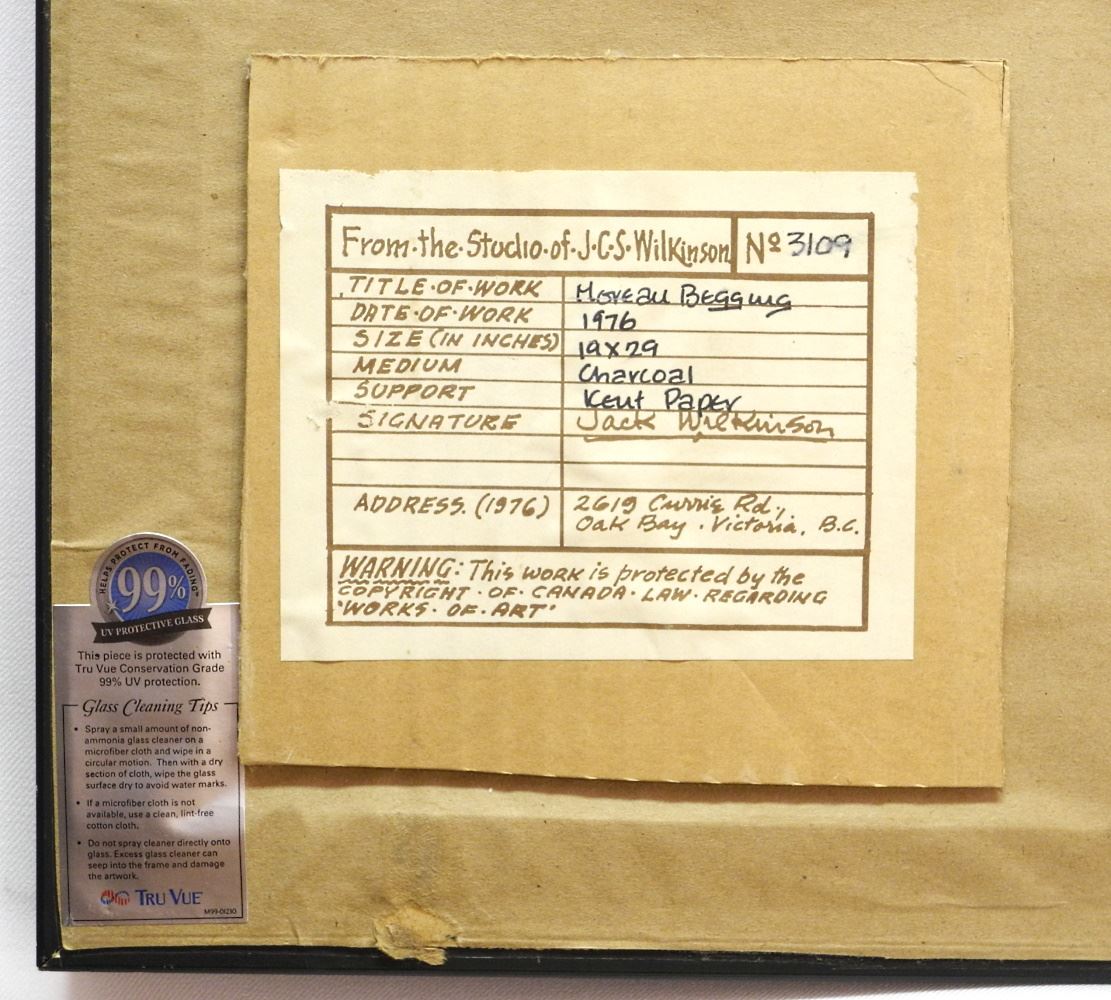 From·the·Studio·of·J·C·S·Wilkinson Nº 3109
TITLE·OF·WORK Moreau Begging
DATE·OF·WORK 1976
SIZE (IN INCHES) 19x29
MEDIUM Charcoal
SUPPORT Kent Paper
SIGNATURE Jack Wilkinson
ADDRESS. (1976) 2619 Currie Rd,
Oak Bay . Victoria, B.C.
WARNING: This WORK is protected by the
COPYRIGHT · OF · CANADA · LAW · REGARDING
"WORKS · OF · ART"
HELPS PROTECT FROM FADING*
99%
UV PROTECTIVE GLASS
This piece is protected with
Tru Vue Conservation Grade
99% UV protection.
Glass Cleaning Tips
• Spray a small amount of non-
ammonia glass cleaner on a
microfiber cloth and wipe in a
circular motion. Then with a dry
section of cloth, wipe the glass
surface dry to avoid water marks.
• If a microfiber cloth is not
available, use a clean, lint-free
cotton cloth.
• Do not spray cleaner directly onto
glass. Excess glass cleaner can
seep into the frame and damage
the artwork.
TRU VUE
M99-01210